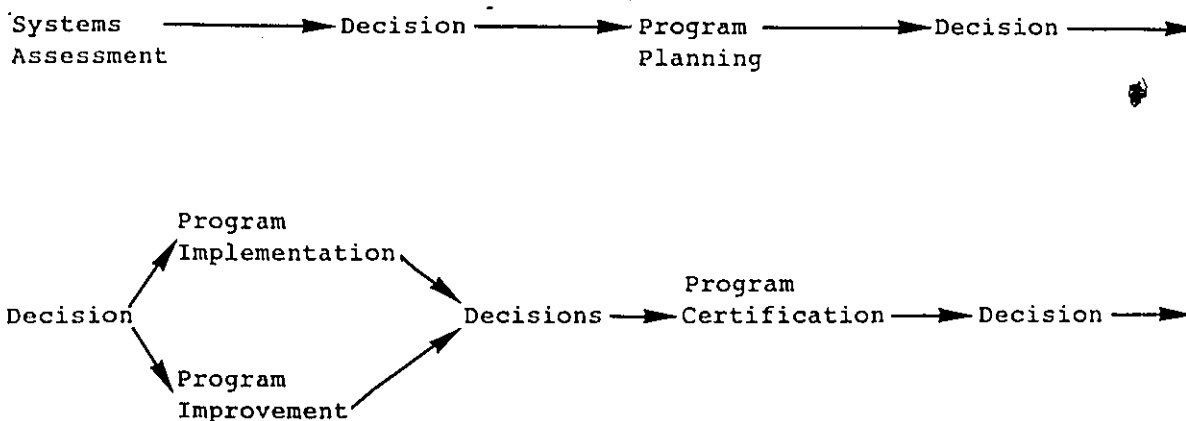 Systems Assessment
Decision
Program Planning
Decision
Program Implementation
Decision
Program Improvement
Decisions
Program Certification
Decision